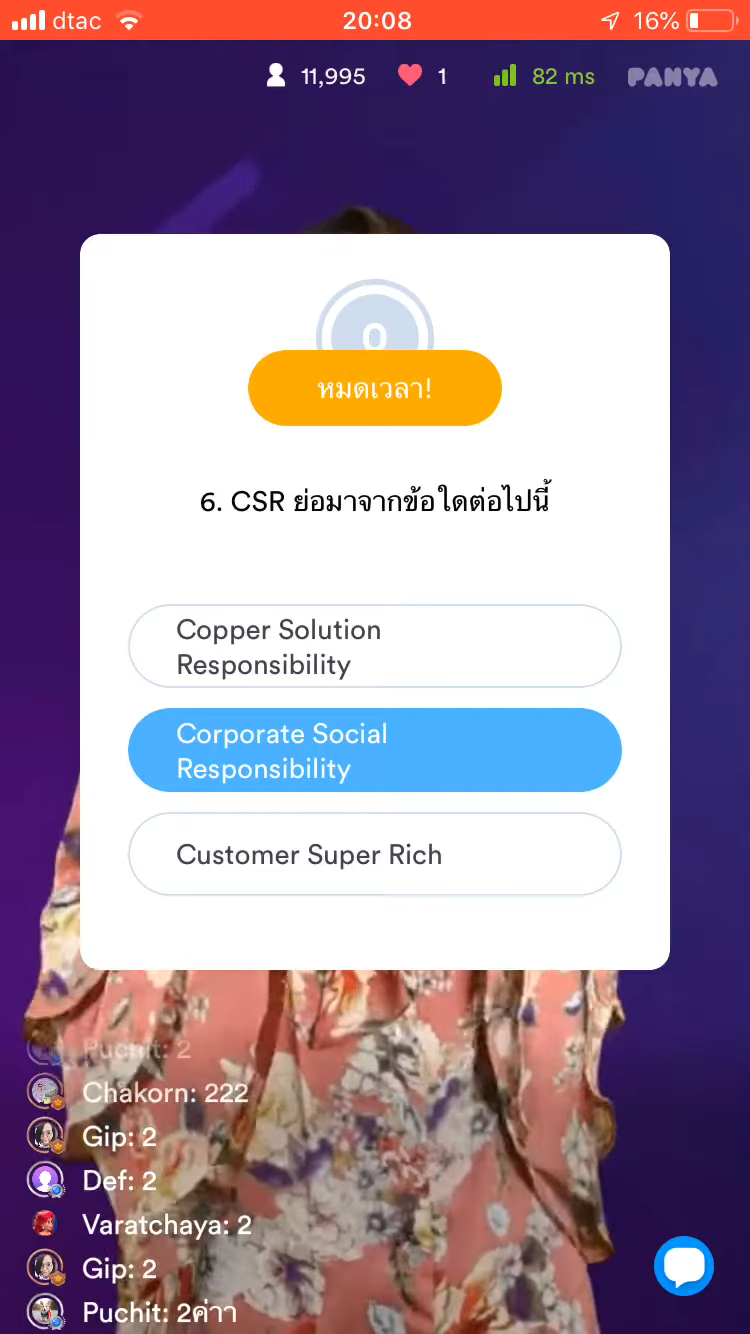 dtac 20:08 16%
11,995 1 82 ms PANYA
0
หมดเวลา!
6. CSR ย่อมาจากข้อใดต่อไปนี้
Copper Solution
Responsibility
Corporate Social
Responsibility
Customer Super Rich
Puchit: 2
Chakorn: 222
Gip: 2
Def: 2
Varatchaya: 2
Gip: 2
Puchit: 2ค่าา